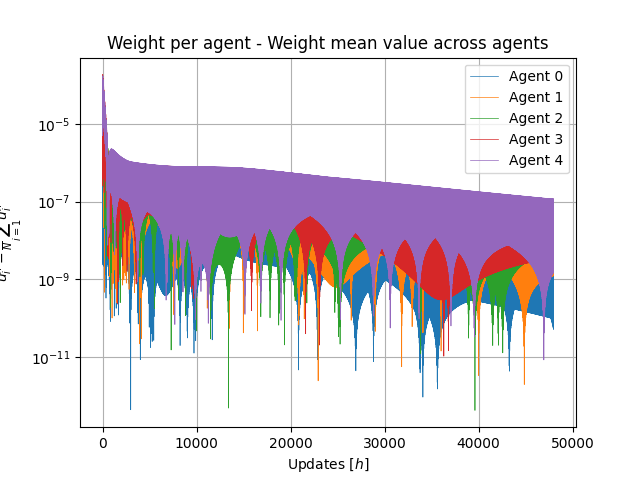 Weight per agent - Weight mean value across agents
Agent 0
Agent 1
Agent 2
Agent 3
Agent 4
10⁻⁵
10⁻⁷
10⁻⁹
10⁻¹¹
0
10000
20000
30000
40000
50000
Updates [h]